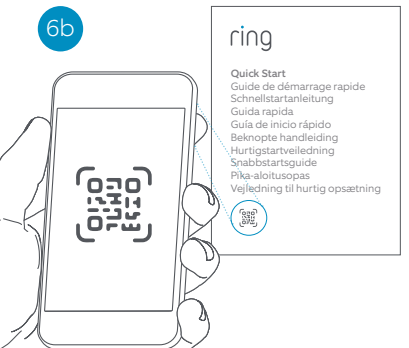 6b
ring
Quick Start
Guide de démarrage rapide
Schnellstartanleitung
Guida rapida
Guía de inicio rápido
Beknopte handleiding
Hurtigstartveiledning
Snabbstartsguide
Pika-aloitusopas
Vejledning til hurtig opsætning